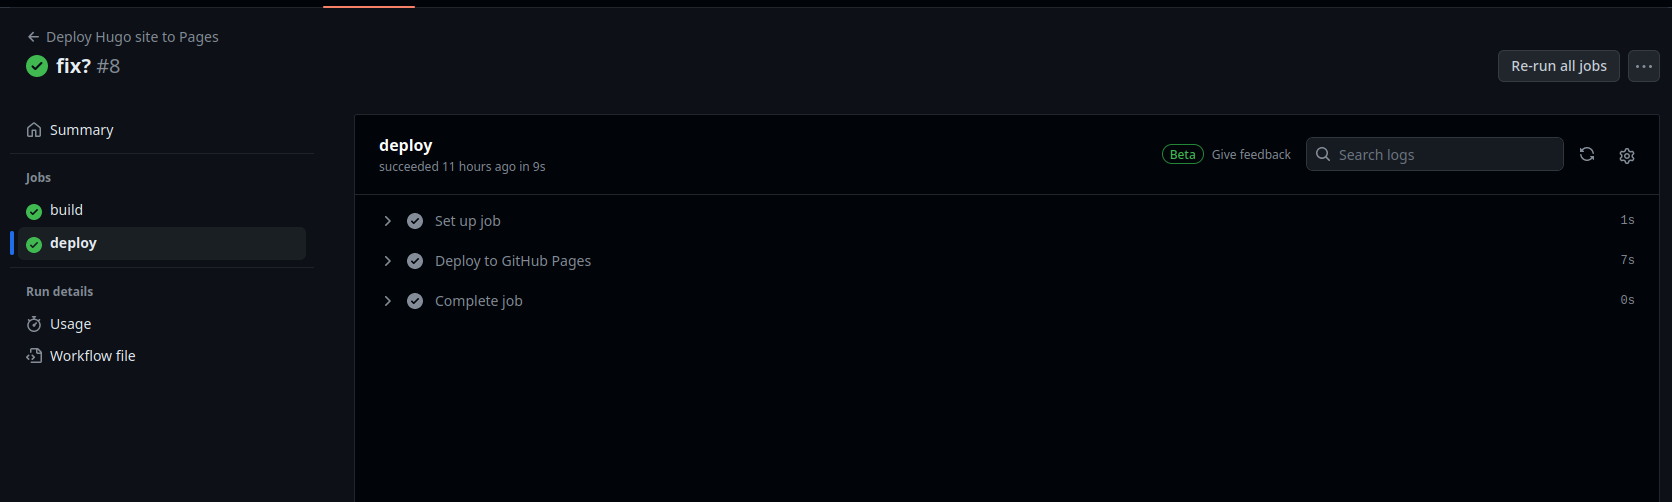 Deploy Hugo site to Pages
fix? #8
Re-run all jobs
Summary
Jobs
build
deploy
Run details
Usage
Workflow file
deploy
succeeded 11 hours ago in 9s
Beta Give feedback Search logs
Set up job 1s
Deploy to GitHub Pages 7s
Complete job 0s